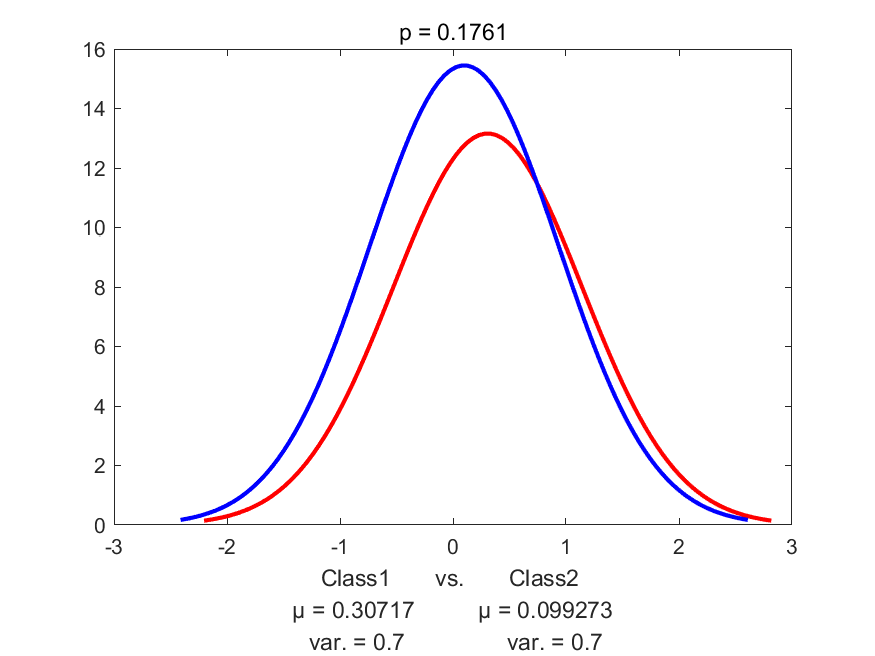 p = 0.1761
16
14
12
10
8
6
4
2
0
-3 -2 -1 0 1 2 3
Class1 vs. Class2
μ = 0.30717 μ = 0.099273
var. = 0.7 var. = 0.7